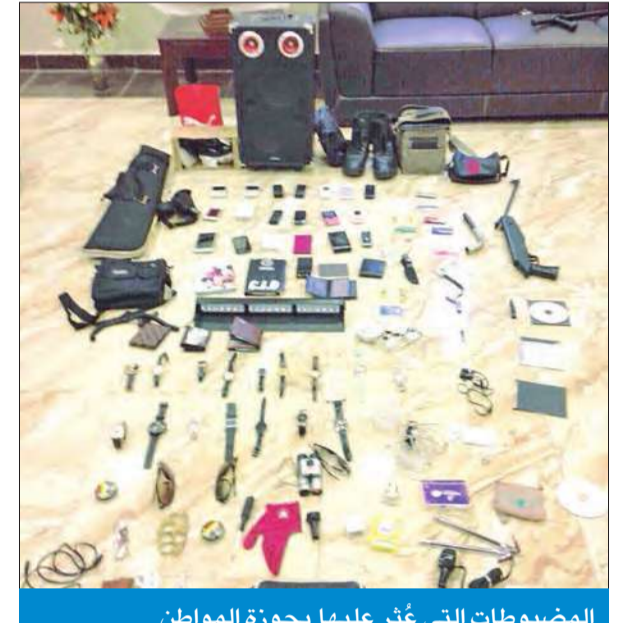 المضبوطات التي عُثر عليها بحوزة المواطن